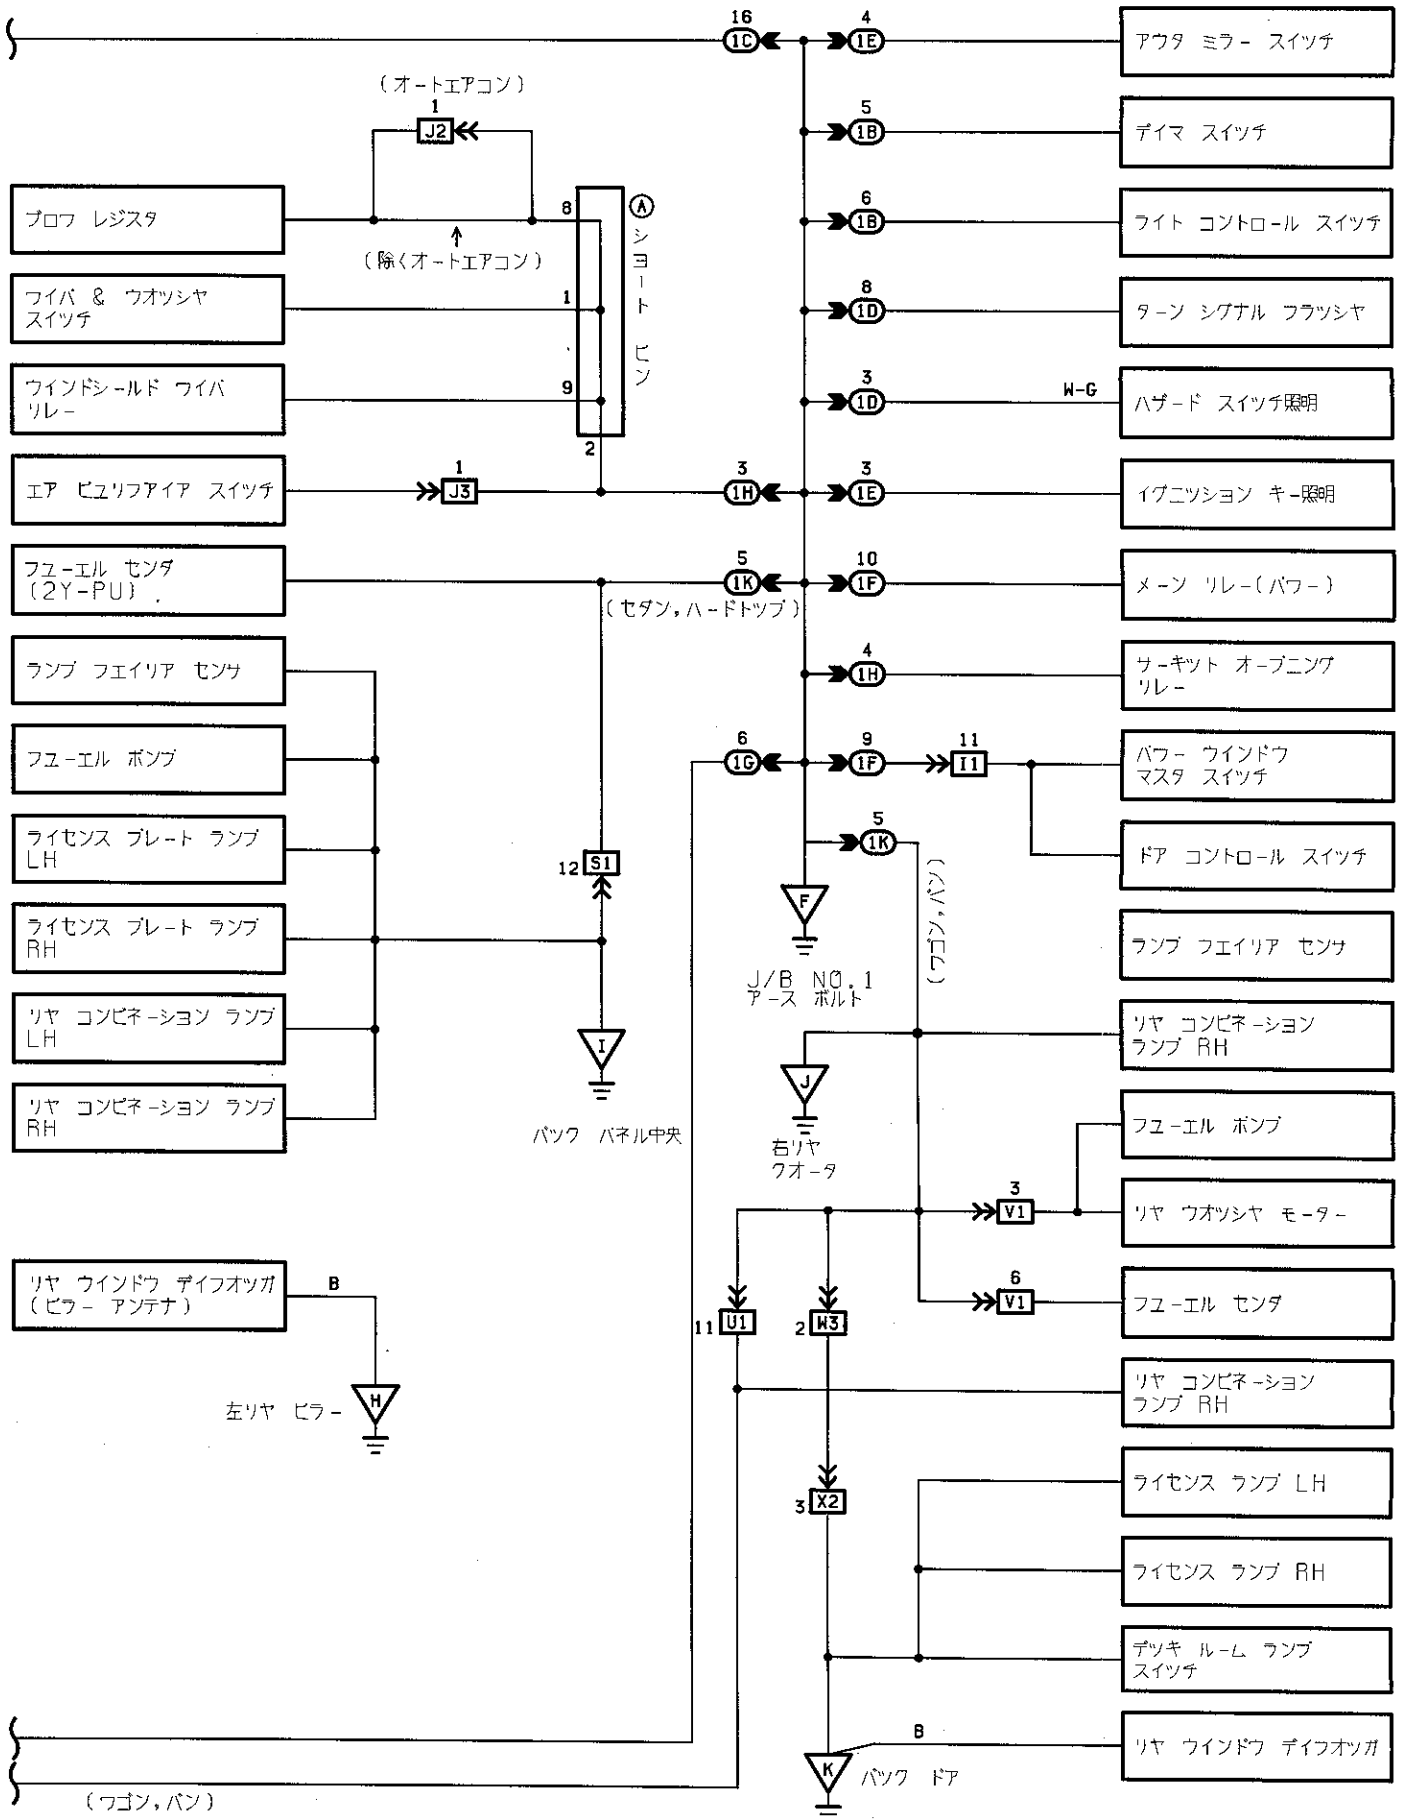 16
1C
4
1E
アウタ ミラー スイッチ
(オートエアコン)
1
J2
5
1B
デイマ スイッチ
ブロワ レジスタ
8
Ⓐ
ショート ピン
6
1B
ライト コントロール スイッチ
(除くオートエアコン)
ワイパ & ウオッシヤ
スイッチ
1
8
1D
ターン シグナル フラッシヤ
ウインドシールド ワイパ
リレー
9
2
3
1D
W-G
ハザード スイッチ照明
エア ピュリファイア スイッチ
1
J3
3
1H
3
1E
イグニッション キー照明
フューエル センダ
(2Y-PU)
5
1K
(セダン,ハードトップ)
10
1F
メーン リレー(パワー)
ランプ フェイリア センサ
4
1H
サーキット オープニング
リレー
フューエル ポンプ
6
1G
9
1F
11
I1
パワー ウインドウ
マスタ スイッチ
ライセンス プレート ランプ
LH
12
S1
5
1K
(ワゴン,バン)
ドア コントロール スイッチ
ライセンス プレート ランプ
RH
F
J/B NO.1
アース ボルト
ランプ フェイリア センサ
リヤ コンビネーション ランプ
LH
I
バック パネル中央
J
右リヤ
クオータ
リヤ コンビネーション
ランプ RH
リヤ コンビネーション ランプ
RH
フューエル ポンプ
3
V1
リヤ ウオッシヤ モーター
リヤ ウインドウ デイフオッガ
(ピラー アンテナ)
B
H
左リヤ ピラー
11
U1
2
W3
6
V1
フューエル センダ
リヤ コンビネーション
ランプ RH
3
X2
ライセンス ランプ LH
ライセンス ランプ RH
デッキ ルーム ランプ
スイッチ
K
バック ドア
B
リヤ ウインドウ デイフオッガ
(ワゴン,バン)